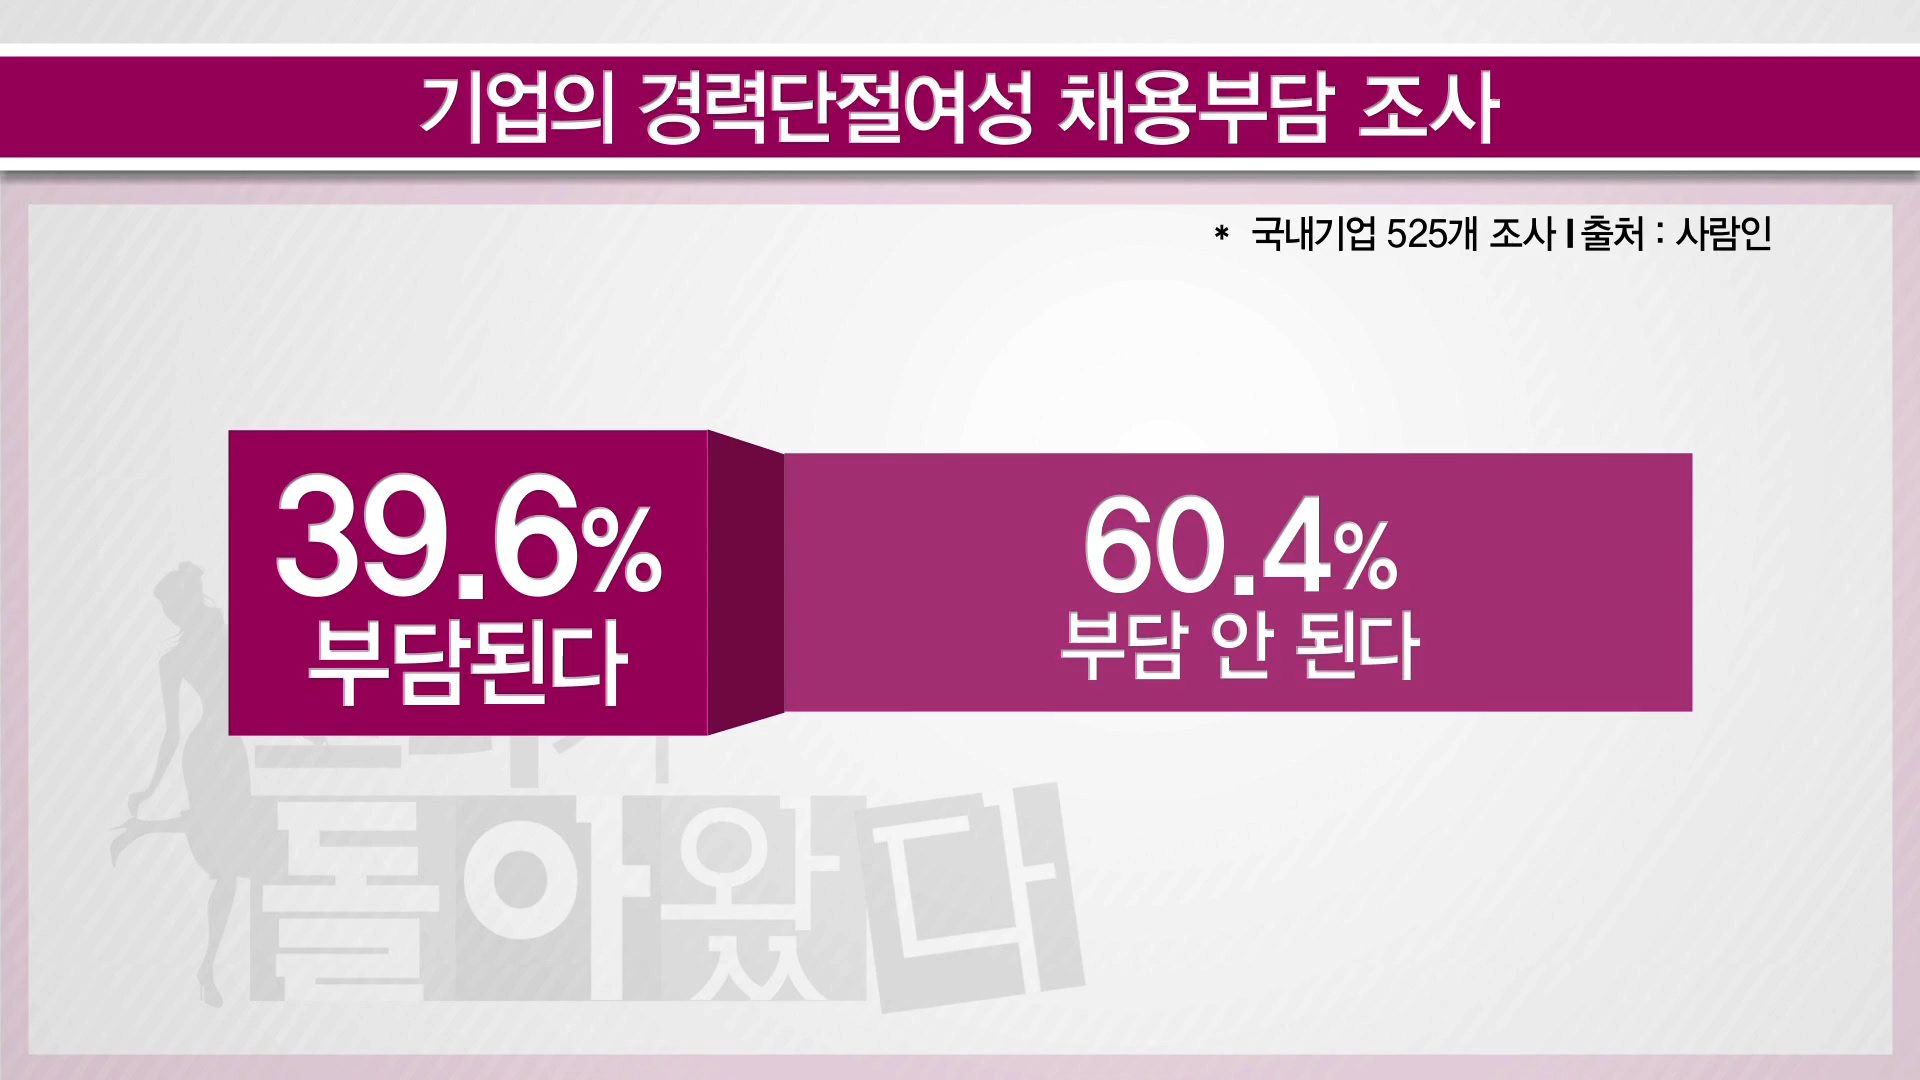 기업의 경력단절여성 채용부담 조사
* 국내기업 525개 조사 I 출처 : 사람인
39.6%
부담된다
60.4%
부담 안 된다
돌아왔다